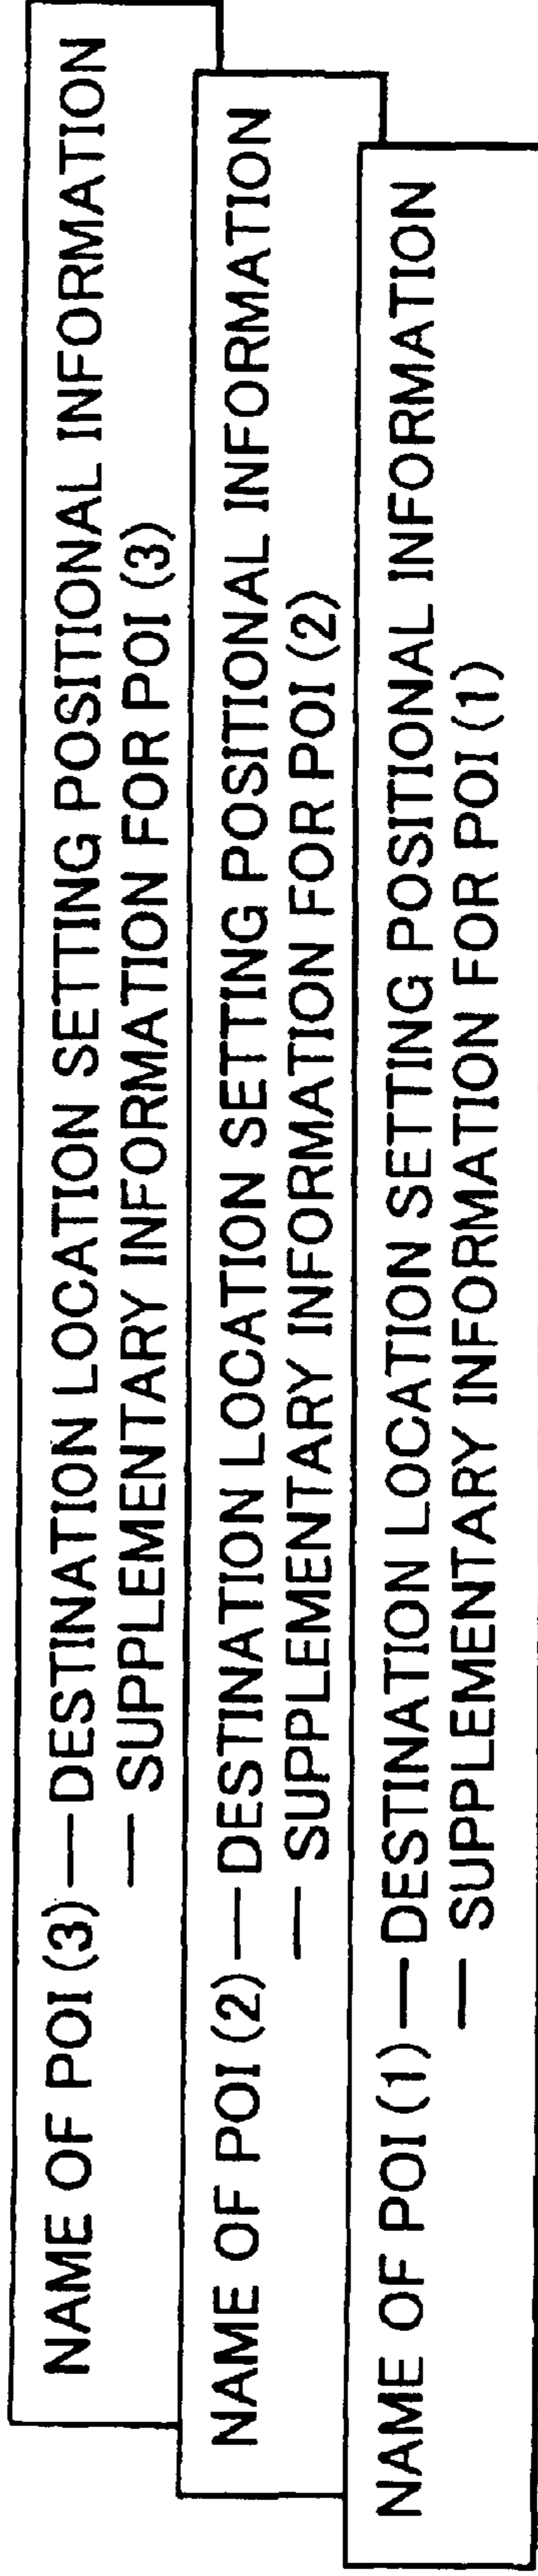 NAME OF POI (3) — DESTINATION LOCATION SETTING POSITIONAL INFORMATION
— SUPPLEMENTARY INFORMATION FOR POI (3)
NAME OF POI (2) — DESTINATION LOCATION SETTING POSITIONAL INFORMATION
— SUPPLEMENTARY INFORMATION FOR POI (2)
NAME OF POI (1) — DESTINATION LOCATION SETTING POSITIONAL INFORMATION
— SUPPLEMENTARY INFORMATION FOR POI (1)